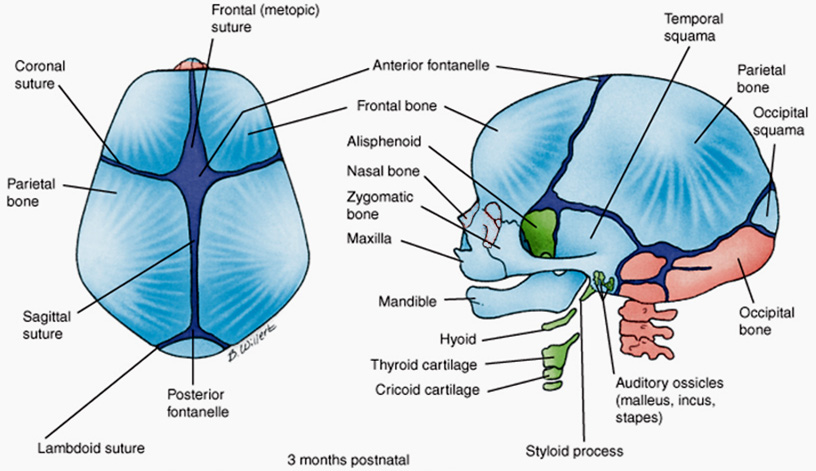 Frontal (metopic)
suture
Coronal
suture
Parietal
bone
Sagittal
suture
Lambdoid suture
Posterior
fontanelle
B. Willert
Anterior fontanelle
Frontal bone
Alisphenoid
Nasal bone
Zygomatic
bone
Maxilla
Mandible
Hyoid
Thyroid cartilage
Cricoid cartilage
Temporal
squama
Parietal
bone
Occipital
squama
Occipital
bone
Auditory ossicles
(malleus, incus,
stapes)
Styloid process
3 months postnatal